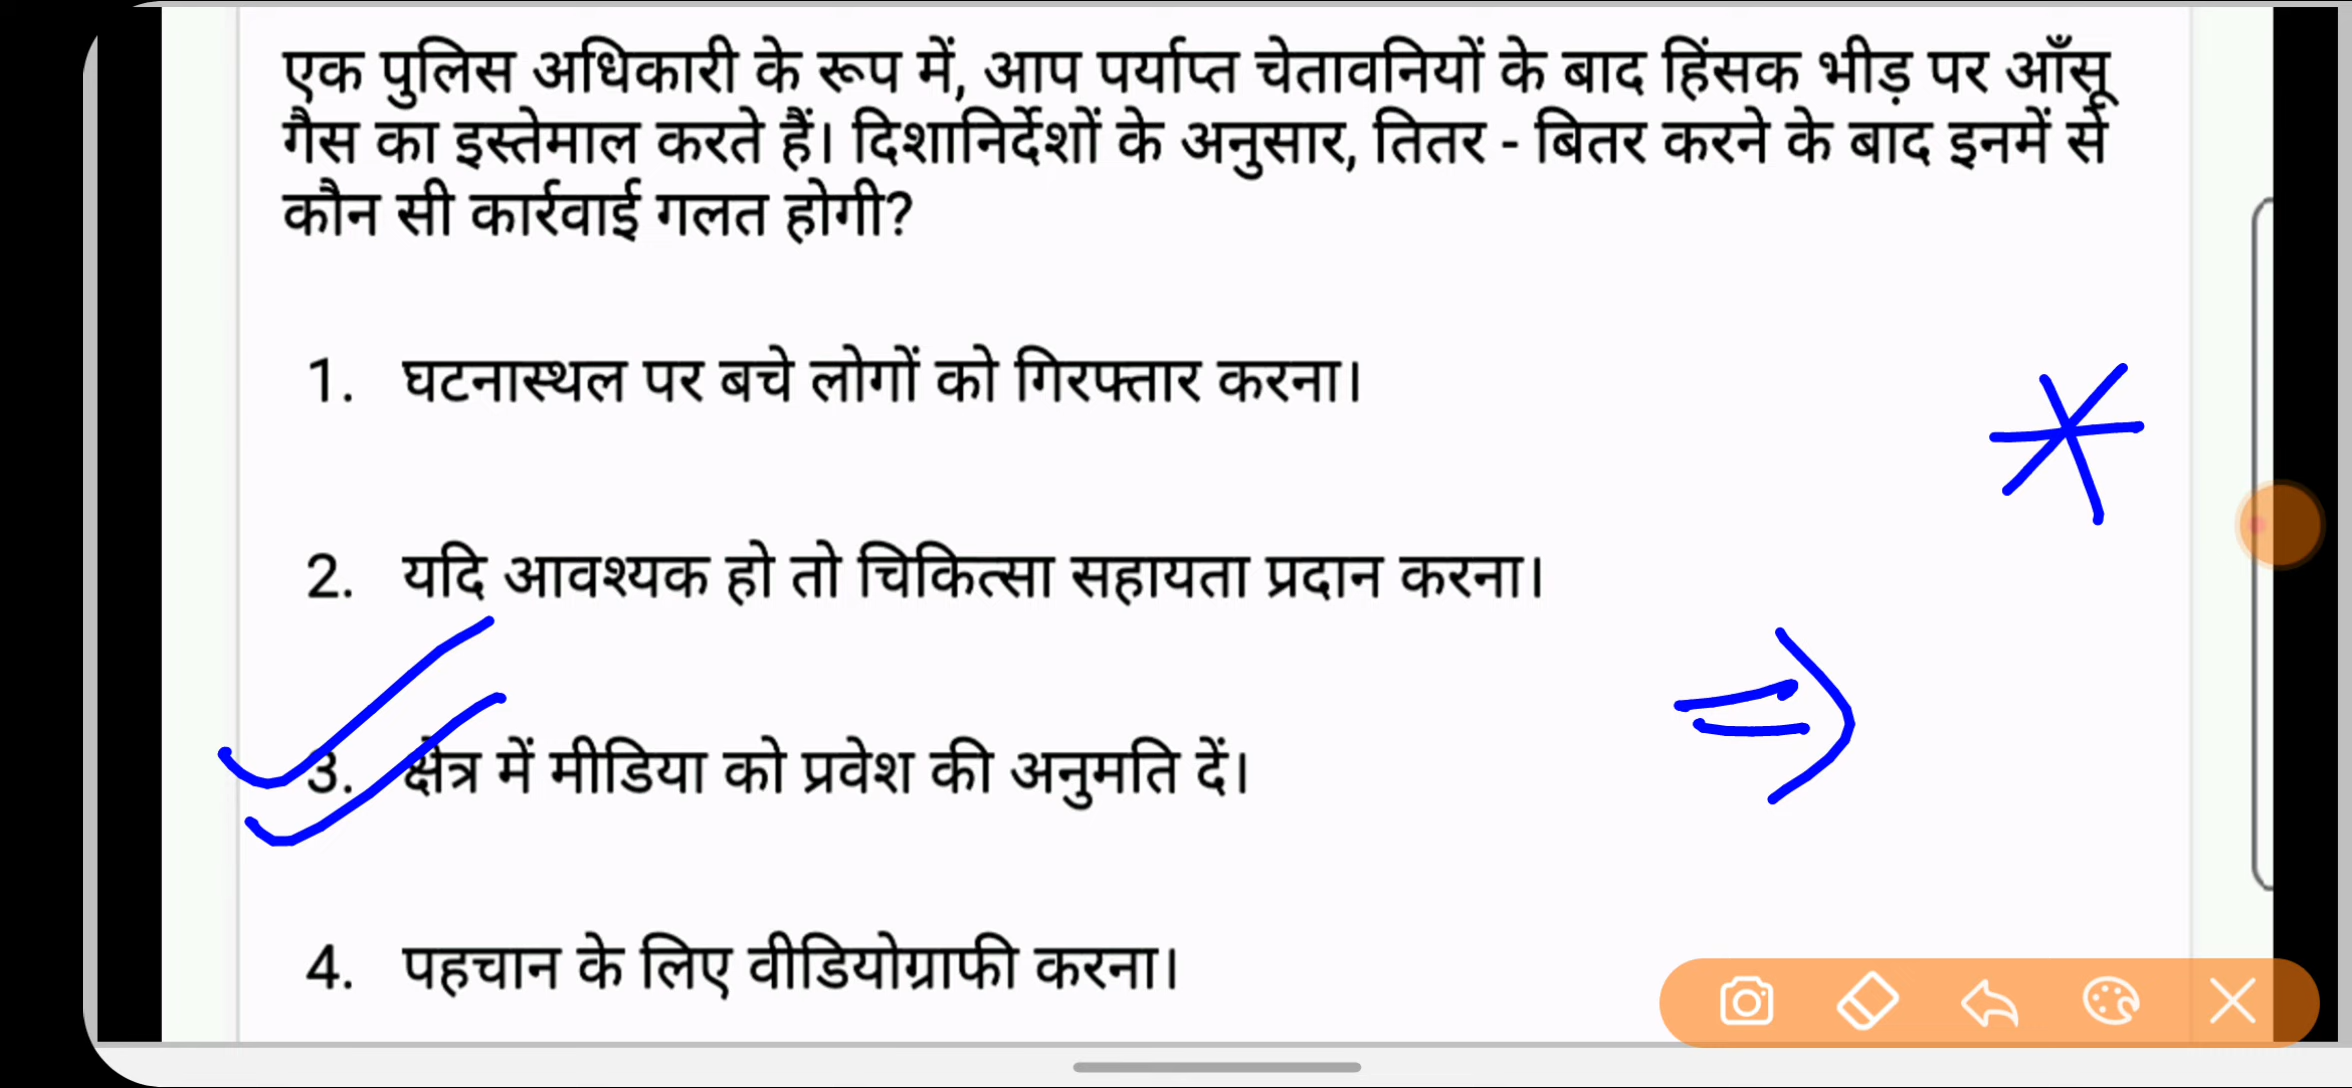 एक पुलिस अधिकारी के रूप में, आप पर्याप्त चेतावनियों के बाद हिंसक भीड़ पर आँसू
गैस का इस्तेमाल करते हैं। दिशानिर्देशों के अनुसार, तितर - बितर करने के बाद इनमें से
कौन सी कार्रवाई गलत होगी?
1. घटनास्थल पर बचे लोगों को गिरफ्तार करना।
2. यदि आवश्यक हो तो चिकित्सा सहायता प्रदान करना।
3. क्षेत्र में मीडिया को प्रवेश की अनुमति दें।
4. पहचान के लिए वीडियोग्राफी करना।